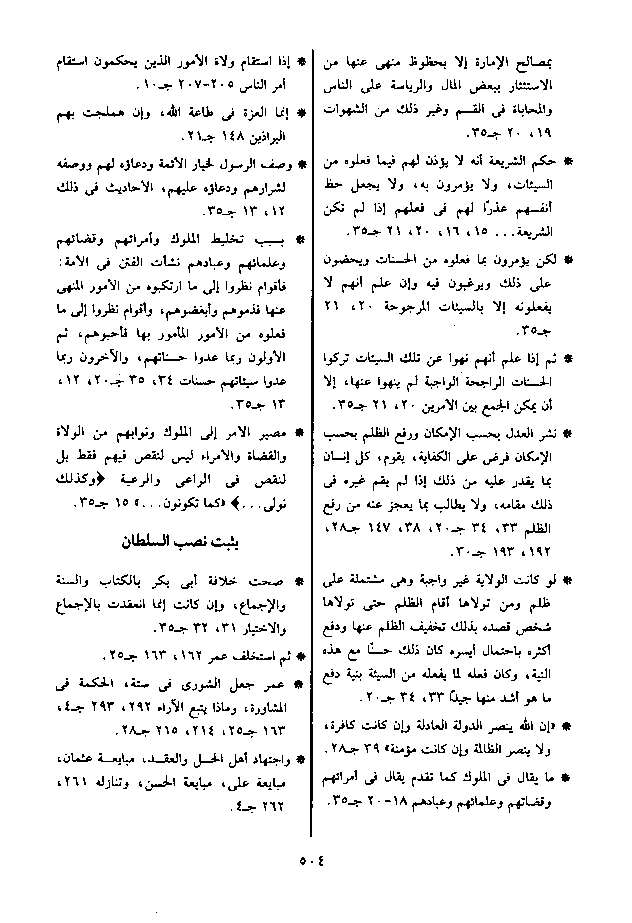 بمصالح الإمارة إلا بحظوظ منهى عنها من
الاستئثار ببعض المال والرياسة على الناس
والمحاباة فى القسم وغير ذلك من الشهوات
١٩، ٢٠ جـ٣٥.
* حكم الشريعة أنه لا يؤذن لهم فيما فعلوه من
السيئات، ولا يؤمرون به، ولا يجعل حظ
أنفسهم عذرًا لهم فى فعلهم إذا لم تكن
الشريعة... ١٥، ١٦، ٢٠، ٢١ جـ٣٥.
* لكن يؤمرون بما فعلوه من الحسنات ويحضون
على ذلك ويرغبون فيه وإن علم أنهم لا
يفعلونه إلا بالسيئات المرجوحة ٢٠، ٢١
جـ٣٥.
* ثم إذا علم أنهم نهوا عن تلك السيئات تركوا
الحسنات الراجحة الواجبة لم ينهوا عنها، إلا
أن يمكن الجمع بين الأمرين ٢٠، ٢١ جـ٣٥.
* نشر العدل بحسب الإمكان ورفع الظلم بحسب
الإمكان فرض على الكفاية، يقوم، كل إنسان
بما يقدر عليه من ذلك إذا لم يقم غيره فى
ذلك مقامه، ولا يطالب بما يعجز عنه من رفع
الظلم ٣٣، ٣٤ جـ٢٠، ٣٨، ١٤٧ جـ٢٨،
١٩٢، ١٩٣ جـ٣٠.
* لو كانت الولاية غير واجبة وهى مشتملة على
ظلم ومن تولاها أقام الظلم حتى تولاها
شخص قصده بذلك تخفيف الظلم عنها ودفع
أكثره باحتمال أيسره كان ذلك حسنًا مع هذه
النية، وكان فعله لما يفعله من السيئة بنية دفع
ما هو أشد منها جيدًا ٣٣، ٣٤ جـ٢٠.
* «إن الله ينصر الدولة العادلة وإن كانت كافرة،
ولا ينصر الظالمة وإن كانت مؤمنة» ٣٩ جـ٢٨.
* ما يقال فى الملوك كما تقدم يقال فى أمرائهم
وقضاتهم وعلمائهم وعبادهم ١٨-٢٠ جـ٣٥.
* إذا استقام ولاة الأمور الذين يحكمون استقام
أمر الناس ٢٠٥-٢٠٧ جـ١٠.
* إنما العزة فى طاعة الله، وإن هملجت بهم
البراذين ١٤٨ جـ٢١.
* وصف الرسول لخيار الأئمة ودعاؤه لهم ووصفه
لشرارهم ودعاؤه عليهم، الأحاديث فى ذلك
١٢، ١٣ جـ٣٥.
* بسبب تخليط الملوك وأمرائهم وقضائهم
وعلمائهم وعبادهم نشأت الفتن فى الأمة:
فأقوام نظروا إلى ما ارتكبوه من الأمور المنهى
عنها فذموهم وأبغضوهم، وأقوام نظروا إلى ما
فعلوه من الأمور المأمور بها فأحبوهم، ثم
الأولون ربما عدوا حسناتهم، والآخرون ربما
عدوا سيئاتهم حسنات ٣٤، ٣٥ جـ٢٠، ١٢،
١٣ جـ٣٥.
* مصير الأمر إلى الملوك ونوابهم من الولاة
والقضاة والأمراء ليس لنقص فيهم فقط بل
لنقص فى الراعى والرعية ﴿وكذلك
نولى...﴾ «كما تكونون...» ١٥ جـ٣٥.
يثبت نصب السلطان
* صحت خلافة أبى بكر بالكتاب والسنة
والإجماع، وإن كانت إنما انعقدت بالإجماع
والاختيار ٣١، ٣٢ جـ٣٥.
* ثم استخلف عمر ١٦٢، ١٦٣ جـ٢٥.
* عمر جعل الشورى فى ستة، الحكمة فى
المشاورة، وماذا يتبع الآراء ٢٩٢، ٢٩٣ جـ٤،
١٦٣ جـ٢٥، ٢١٤، ٢١٥ جـ٢٨.
* واجتهاد أهل الحل والعقد، مبايعة عثمان،
مبايعة على، مبايعة الحسن، وتنازله ٢٦١،
٢٦٢ جـ٤.
٥٠٤